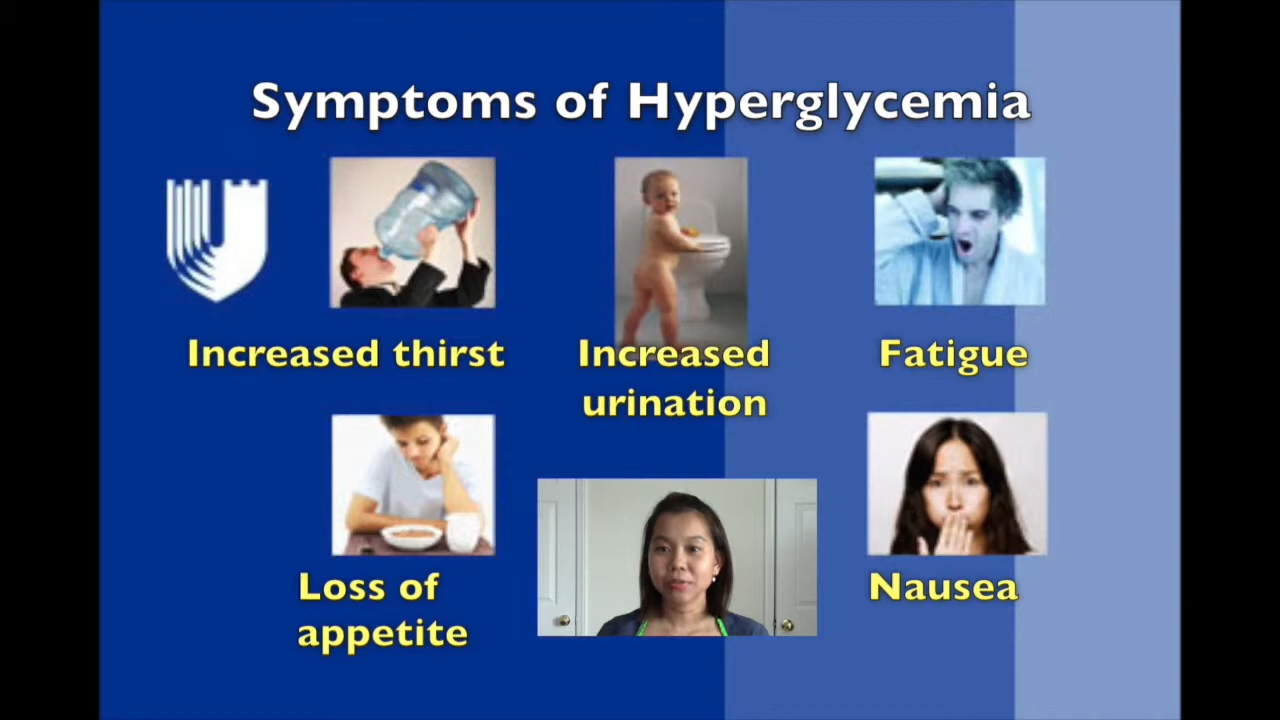 Symptoms of Hyperglycemia
Increased thirst
Increased
urination
Fatigue
Loss of
appetite
Nausea